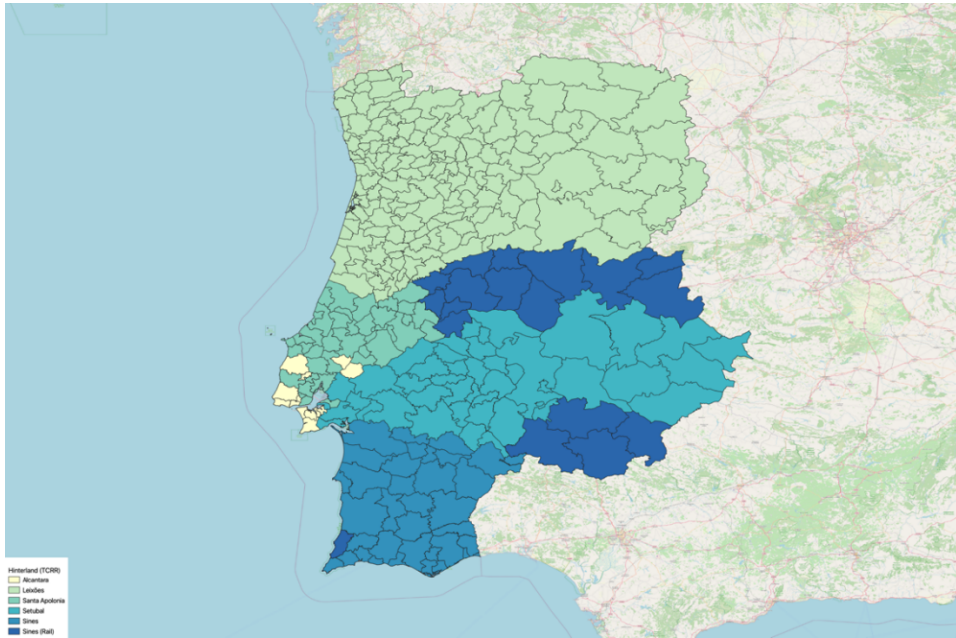 Hinterland (TCRR)
Alcantara
Leixões
Santa Apolonia
Setubal
Sines
Sines (Rail)